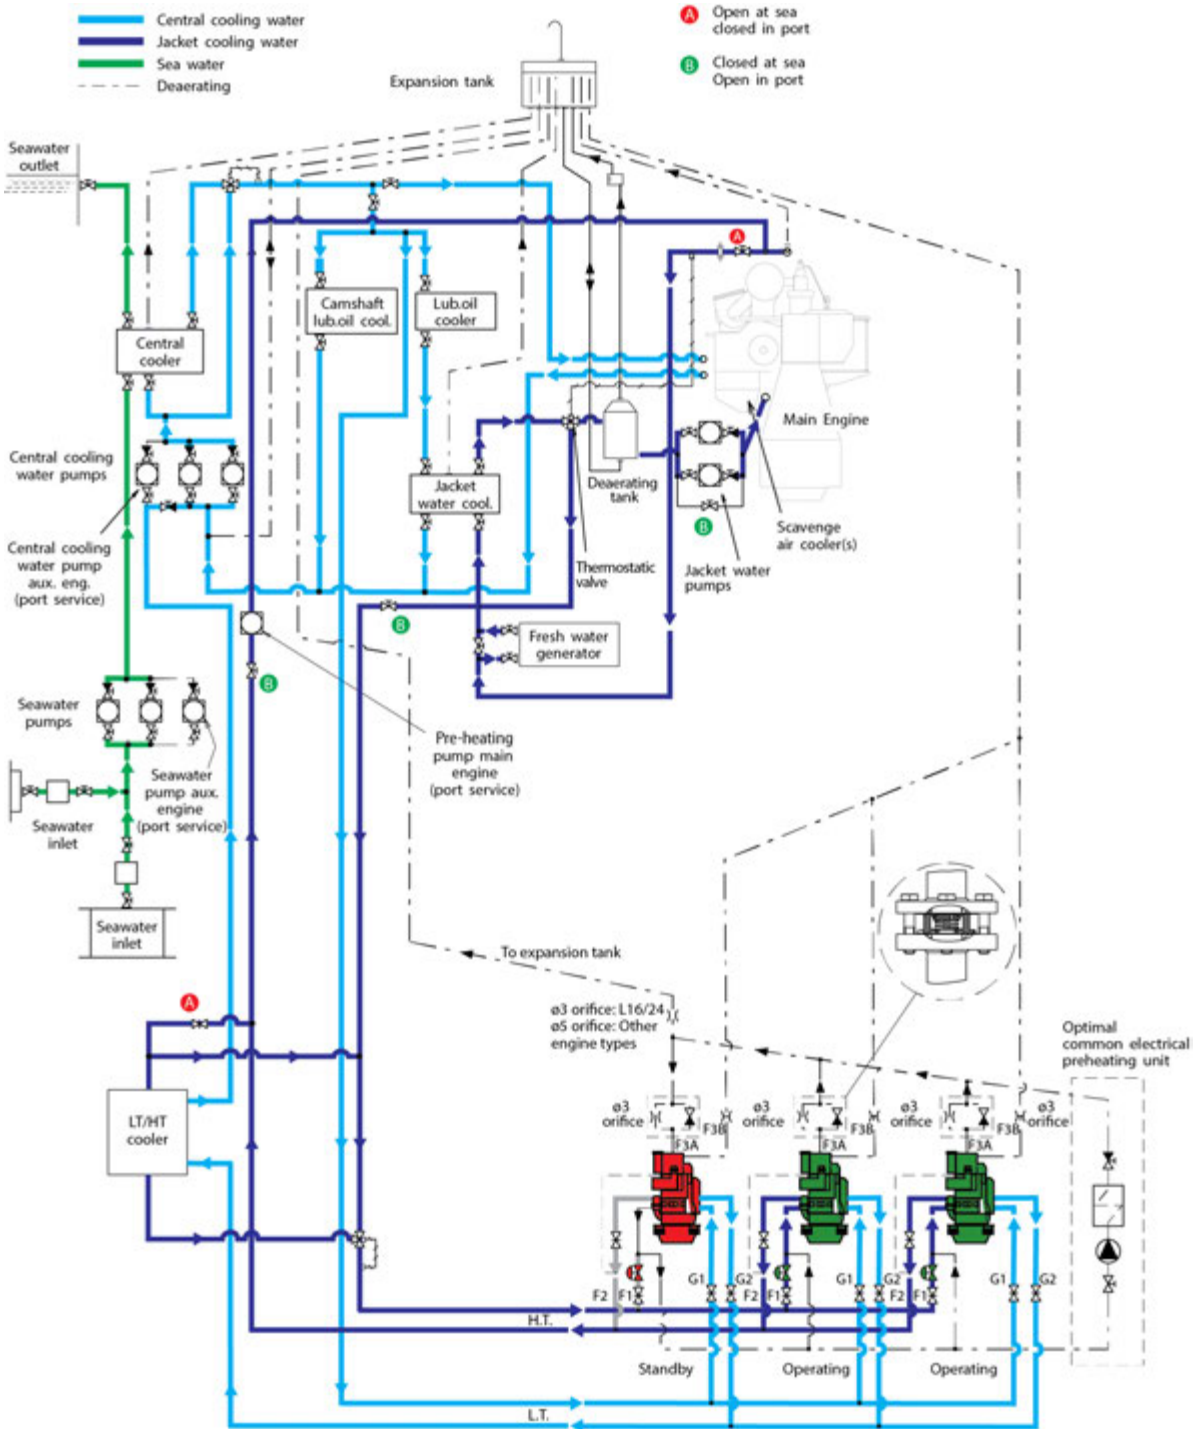 Central cooling water
Jacket cooling water
Sea water
Deaerating
A Open at sea
closed in port
B Closed at sea
Open in port
Expansion tank
Seawater
outlet
A
Camshaft
lub.oil cool.
Lub.oil
cooler
Central
cooler
Main Engine
Central cooling
water pumps
Jacket
water cool.
Deaerating
tank
B
Scavenge
air cooler(s)
Central cooling
water pump
aux. eng.
(port service)
Thermostatic
valve
Jacket water
pumps
B
Fresh water
generator
B
Seawater
pumps
Pre-heating
pump main
engine
(port service)
Seawater
pump aux.
engine
(port service)
Seawater
inlet
Seawater
inlet
To expansion tank
A
ø3 orifice: L16/24
ø5 orifice: Other
engine types
Optimal
common electrical
preheating unit
LT/HT
cooler
ø3
orifice
F3B
F3A
ø3
orifice
F3B
F3A
ø3
orifice
F3B
F3A
ø3
orifice
F2
F1
G1
G2
F2
F1
G1
G2
F2
F1
G1
G2
H.T.
Standby
Operating
Operating
L.T.